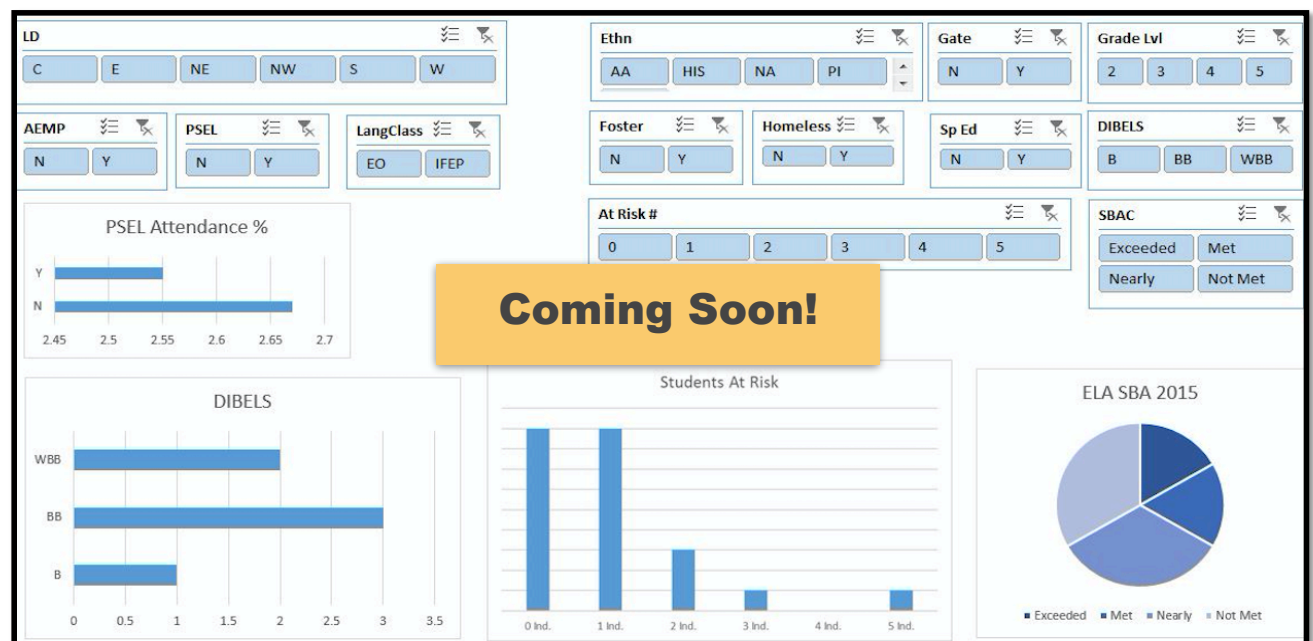 LD
C E NE NW S W
Ethn
AA HIS NA PI
Gate
N Y
Grade Lvl
2 3 4 5
AEMP
N Y
PSEL
N Y
LangClass
EO IFEP
Foster
N Y
Homeless
N Y
Sp Ed
N Y
DIBELS
B BB WBB
At Risk #
0 1 2 3 4 5
SBAC
Exceeded Met
Nearly Not Met
PSEL Attendance %
Y
N
2.45 2.5 2.55 2.6 2.65 2.7
Coming Soon!
DIBELS
WBB
BB
B
0 0.5 1 1.5 2 2.5 3 3.5
Students At Risk
0 Ind. 1 Ind. 2 Ind. 3 Ind. 4 Ind. 5 Ind.
ELA SBA 2015
Exceeded Met Nearly Not Met